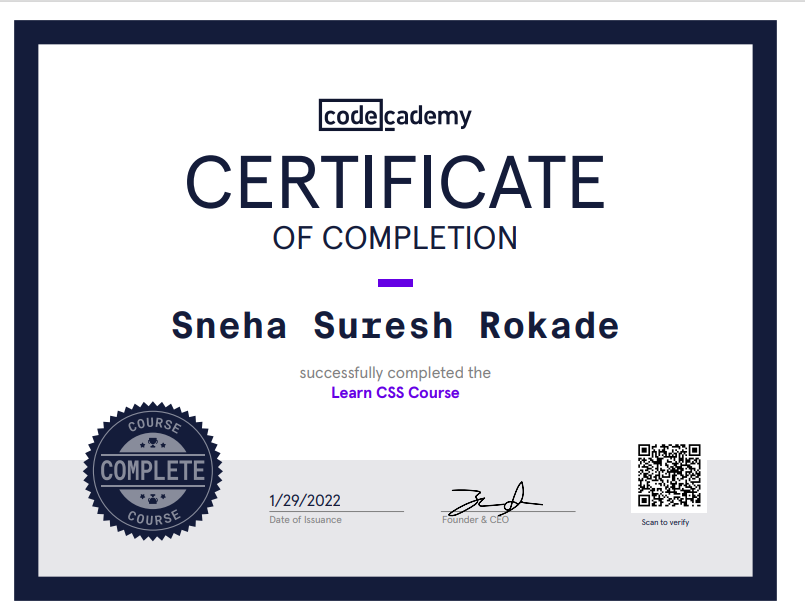 codecademy
CERTIFICATE
OF COMPLETION
Sneha Suresh Rokade
successfully completed the
Learn CSS Course
COURSE
COMPLETE
COURSE
1/29/2022
Date of Issuance
Founder & CEO
Scan to verify